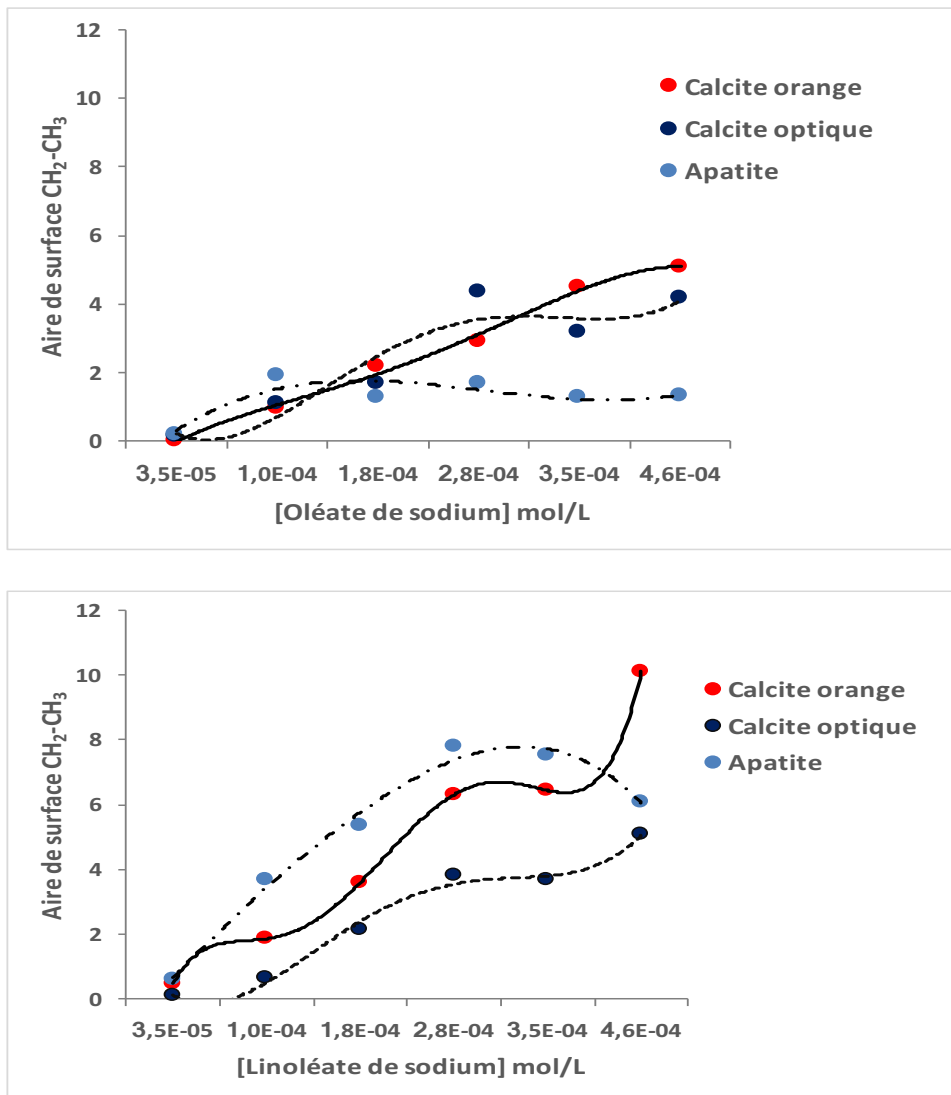 Aire de surface CH₂-CH₃
12
10
8
6
4
2
0
Calcite orange
Calcite optique
Apatite
3,5E-05 1,0E-04 1,8E-04 2,8E-04 3,5E-04 4,6E-04
[Oléate de sodium] mol/L
Aire de surface CH₂-CH₃
12
10
8
6
4
2
0
Calcite orange
Calcite optique
Apatite
3,5E-05 1,0E-04 1,8E-04 2,8E-04 3,5E-04 4,6E-04
[Linoléate de sodium] mol/L